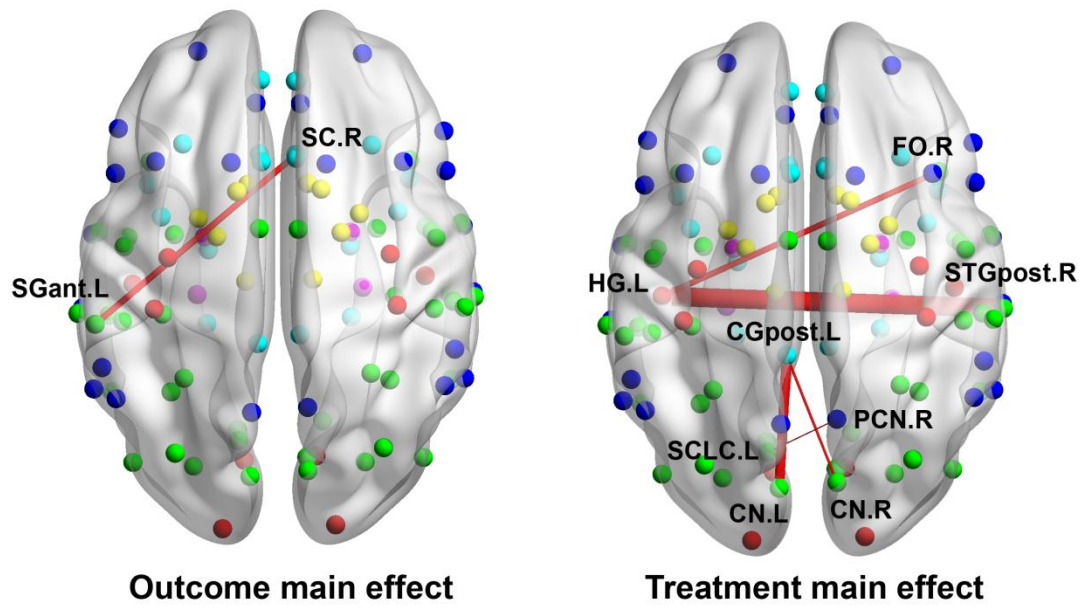 SC.R
SGant.L
Outcome main effect
FO.R
HG.L
STGpost.R
CGpost.L
PCN.R
SCLC.L
CN.L
CN.R
Treatment main effect